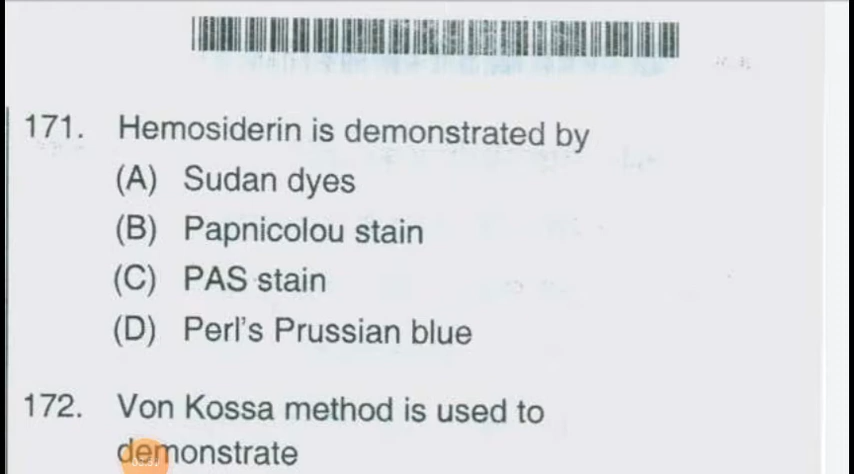 171. Hemosiderin is demonstrated by
(A) Sudan dyes
(B) Papnicolou stain
(C) PAS stain
(D) Perl's Prussian blue
172. Von Kossa method is used to
demonstrate